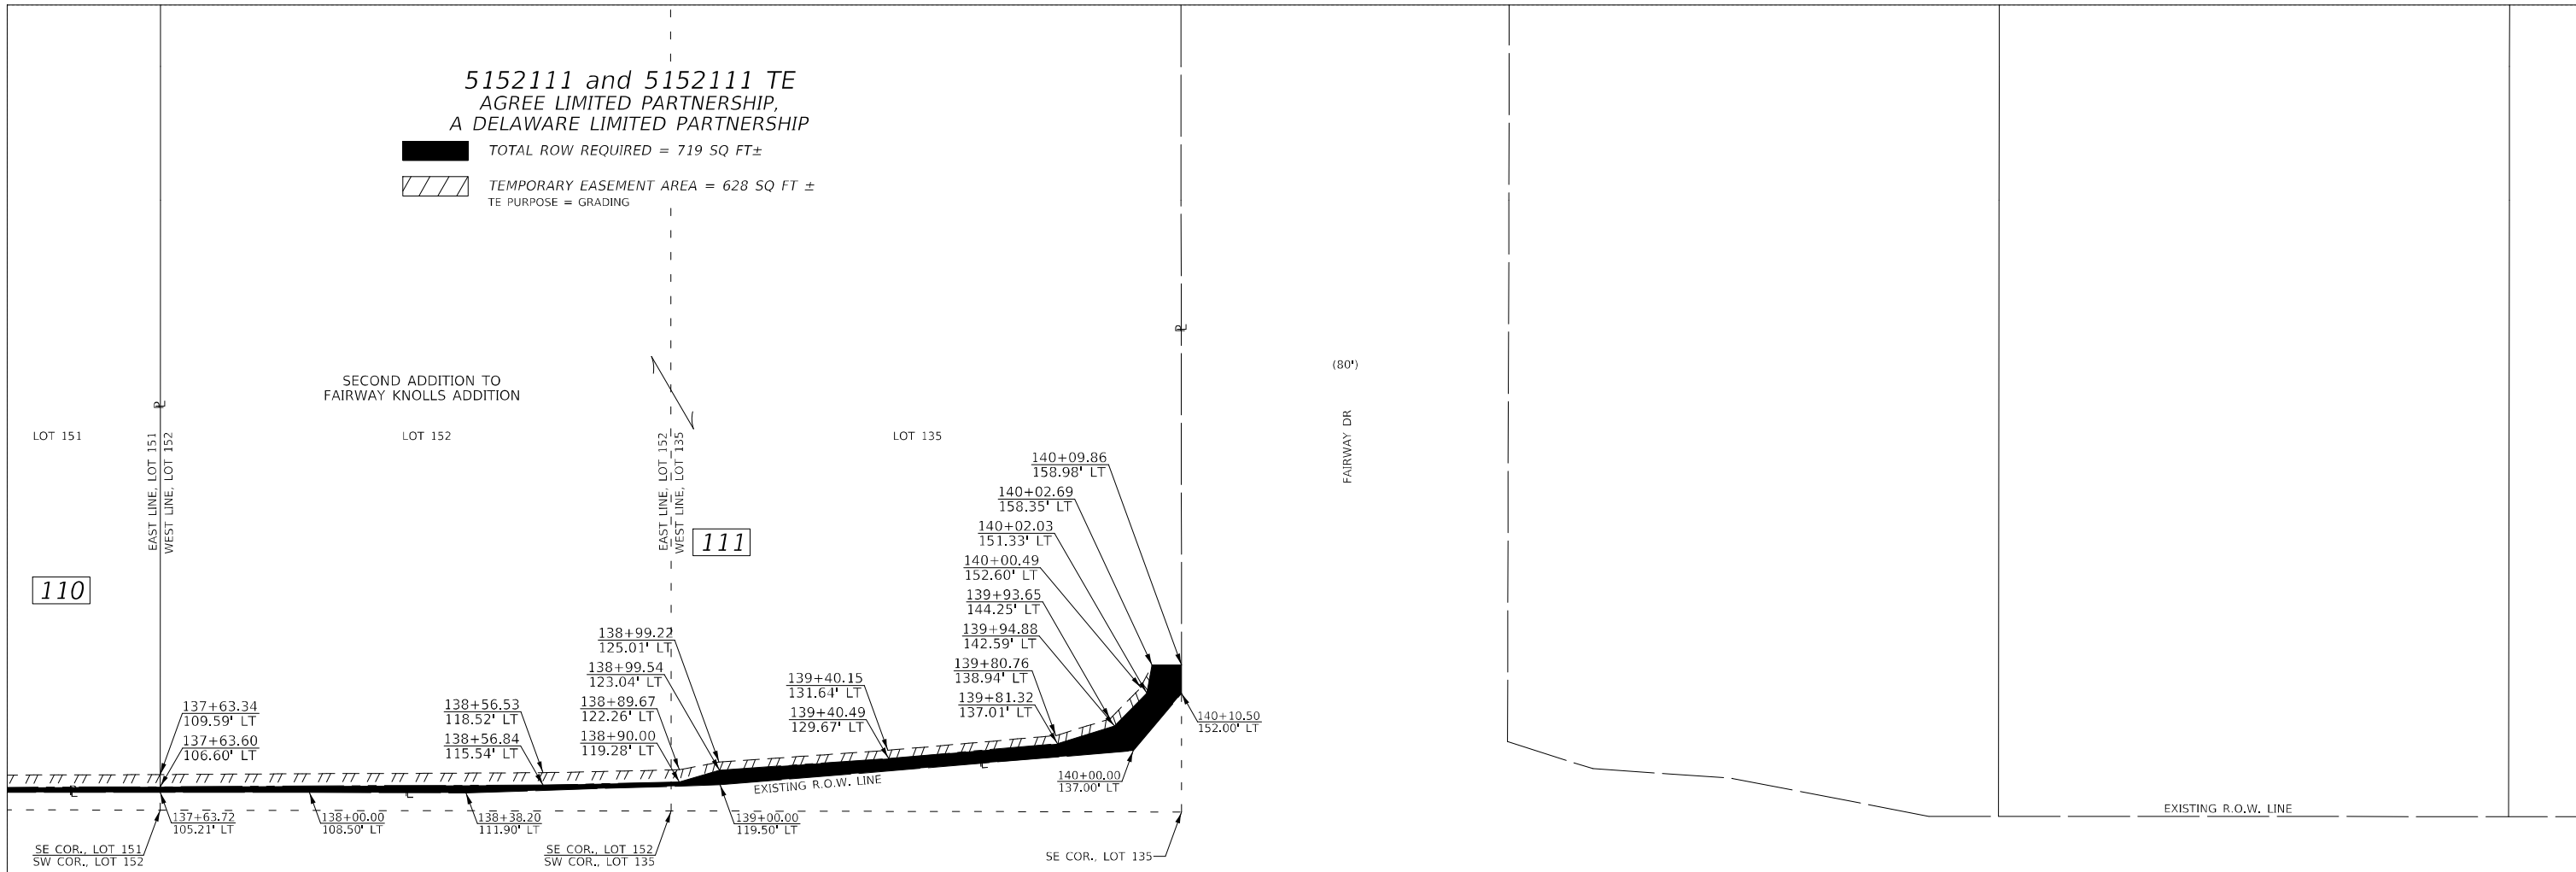 5152111 and 5152111 TE
AGREE LIMITED PARTNERSHIP,
A DELAWARE LIMITED PARTNERSHIP
TOTAL ROW REQUIRED = 719 SQ FT±
TEMPORARY EASEMENT AREA = 628 SQ FT ±
TE PURPOSE = GRADING
(80')
SECOND ADDITION TO
FAIRWAY KNOLLS ADDITION
FAIRWAY DR
LOT 151
LOT 152
LOT 135
EAST LINE, LOT 151
WEST LINE, LOT 152
EAST LINE, LOT 152
WEST LINE, LOT 135
110
111
140+09.86
158.98' LT
140+02.69
158.35' LT
140+02.03
151.33' LT
140+00.49
152.60' LT
139+93.65
144.25' LT
139+94.88
142.59' LT
139+80.76
138.94' LT
139+81.32
137.01' LT
138+99.22
125.01' LT
138+99.54
123.04' LT
138+89.67
122.26' LT
138+90.00
119.28' LT
139+40.15
131.64' LT
139+40.49
129.67' LT
137+63.34
109.59' LT
137+63.60
106.60' LT
138+56.53
118.52' LT
138+56.84
115.54' LT
140+10.50
152.00' LT
140+00.00
137.00' LT
EXISTING R.O.W. LINE
EXISTING R.O.W. LINE
137+63.72
105.21' LT
138+00.00
108.50' LT
138+38.20
111.90' LT
139+00.00
119.50' LT
SE COR., LOT 151
SW COR., LOT 152
SE COR., LOT 152
SW COR., LOT 135
SE COR., LOT 135